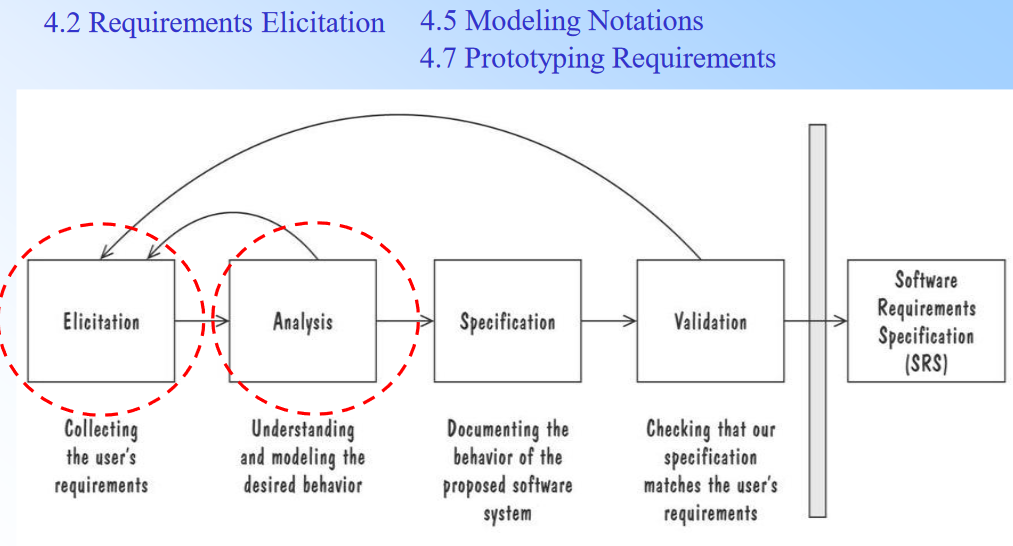 4.2 Requirements Elicitation
4.5 Modeling Notations
4.7 Prototyping Requirements
Elicitation
Analysis
Specification
Validation
Software
Requirements
Specification
(SRS)
Collecting
the user's
requirements
Understanding
and modeling the
desired behavior
Documenting the
behavior of the
proposed software
system
Checking that our
specification
matches the user's
requirements